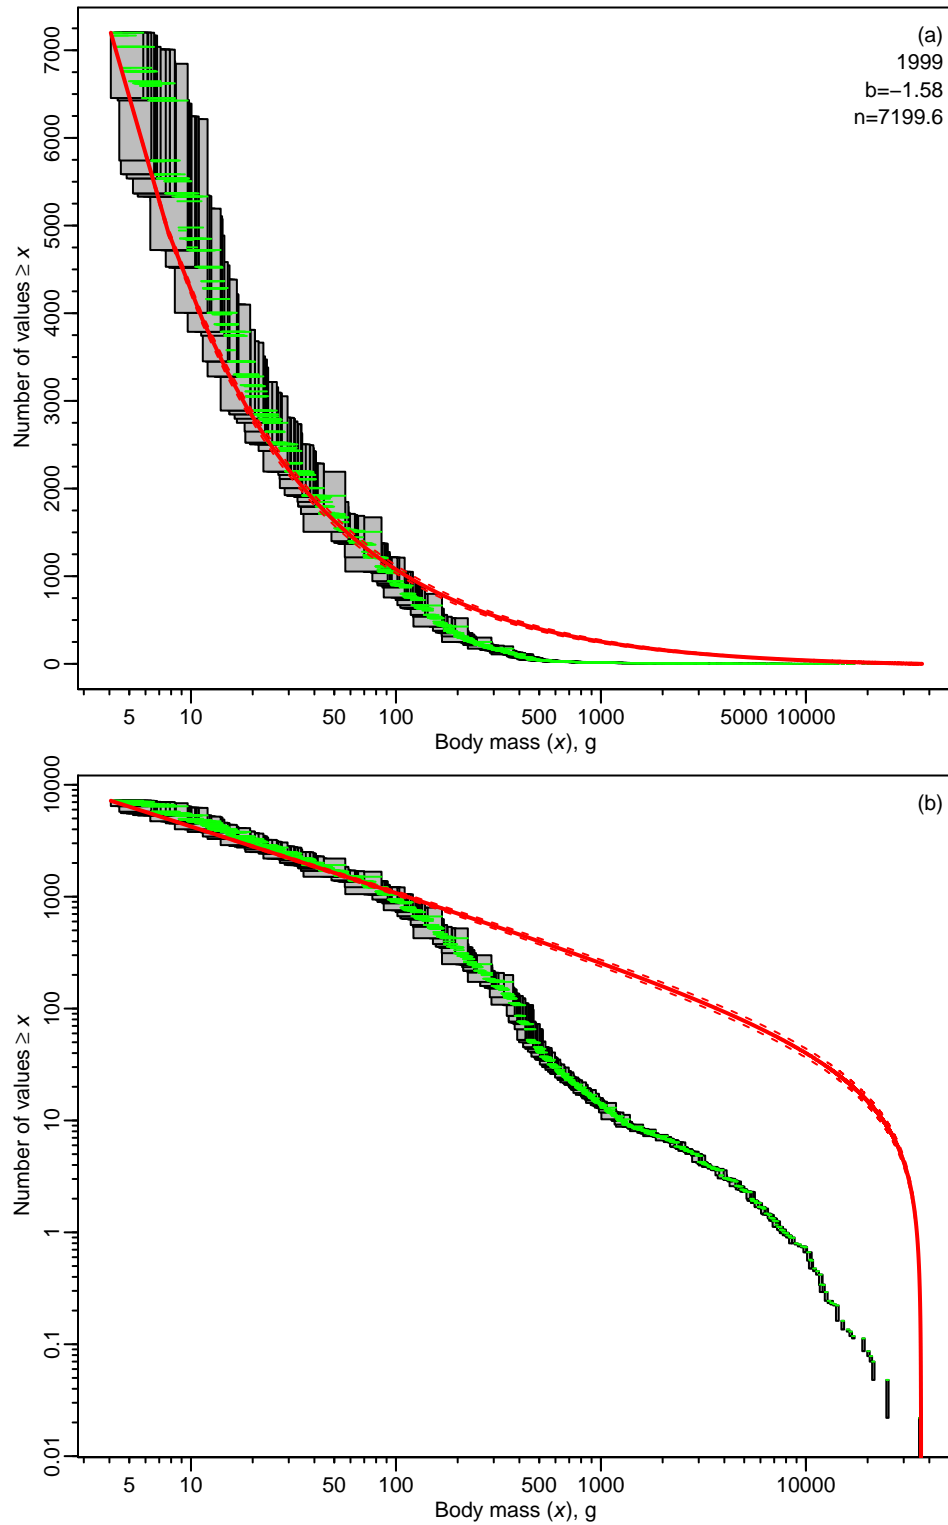 (a)
1999
b=−1.58
n=7199.6
Number of values ≥ x
0 1000 2000 3000 4000 5000 6000 7000
5 10 50 100 500 1000 5000 10000
Body mass (x), g
(b)
Number of values ≥ x
0.01 0.1 1 10 100 1000 10000
5 10 50 100 500 1000 10000
Body mass (x), g